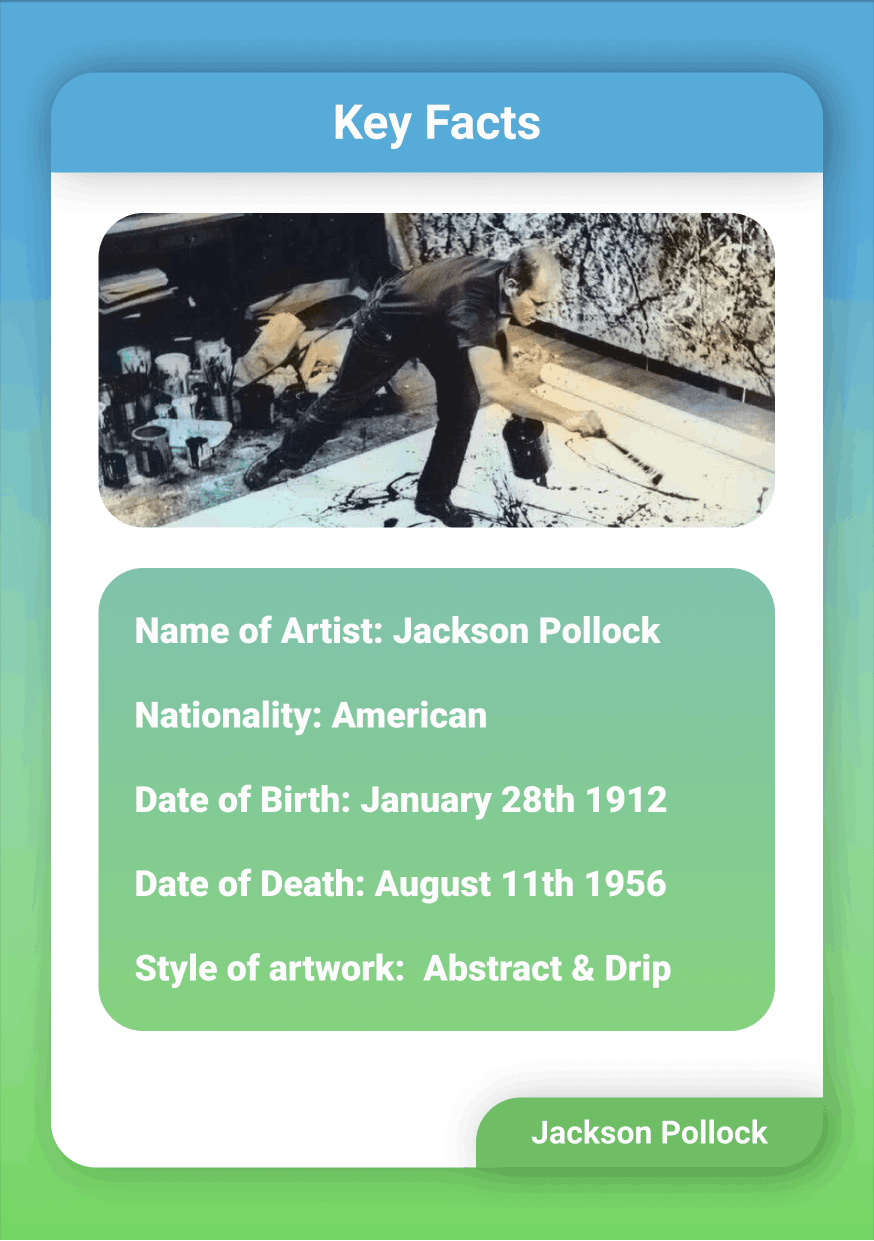 Key Facts
Name of Artist: Jackson Pollock
Nationality: American
Date of Birth: January 28th 1912
Date of Death: August 11th 1956
Style of artwork:  Abstract & Drip
Jackson Pollock